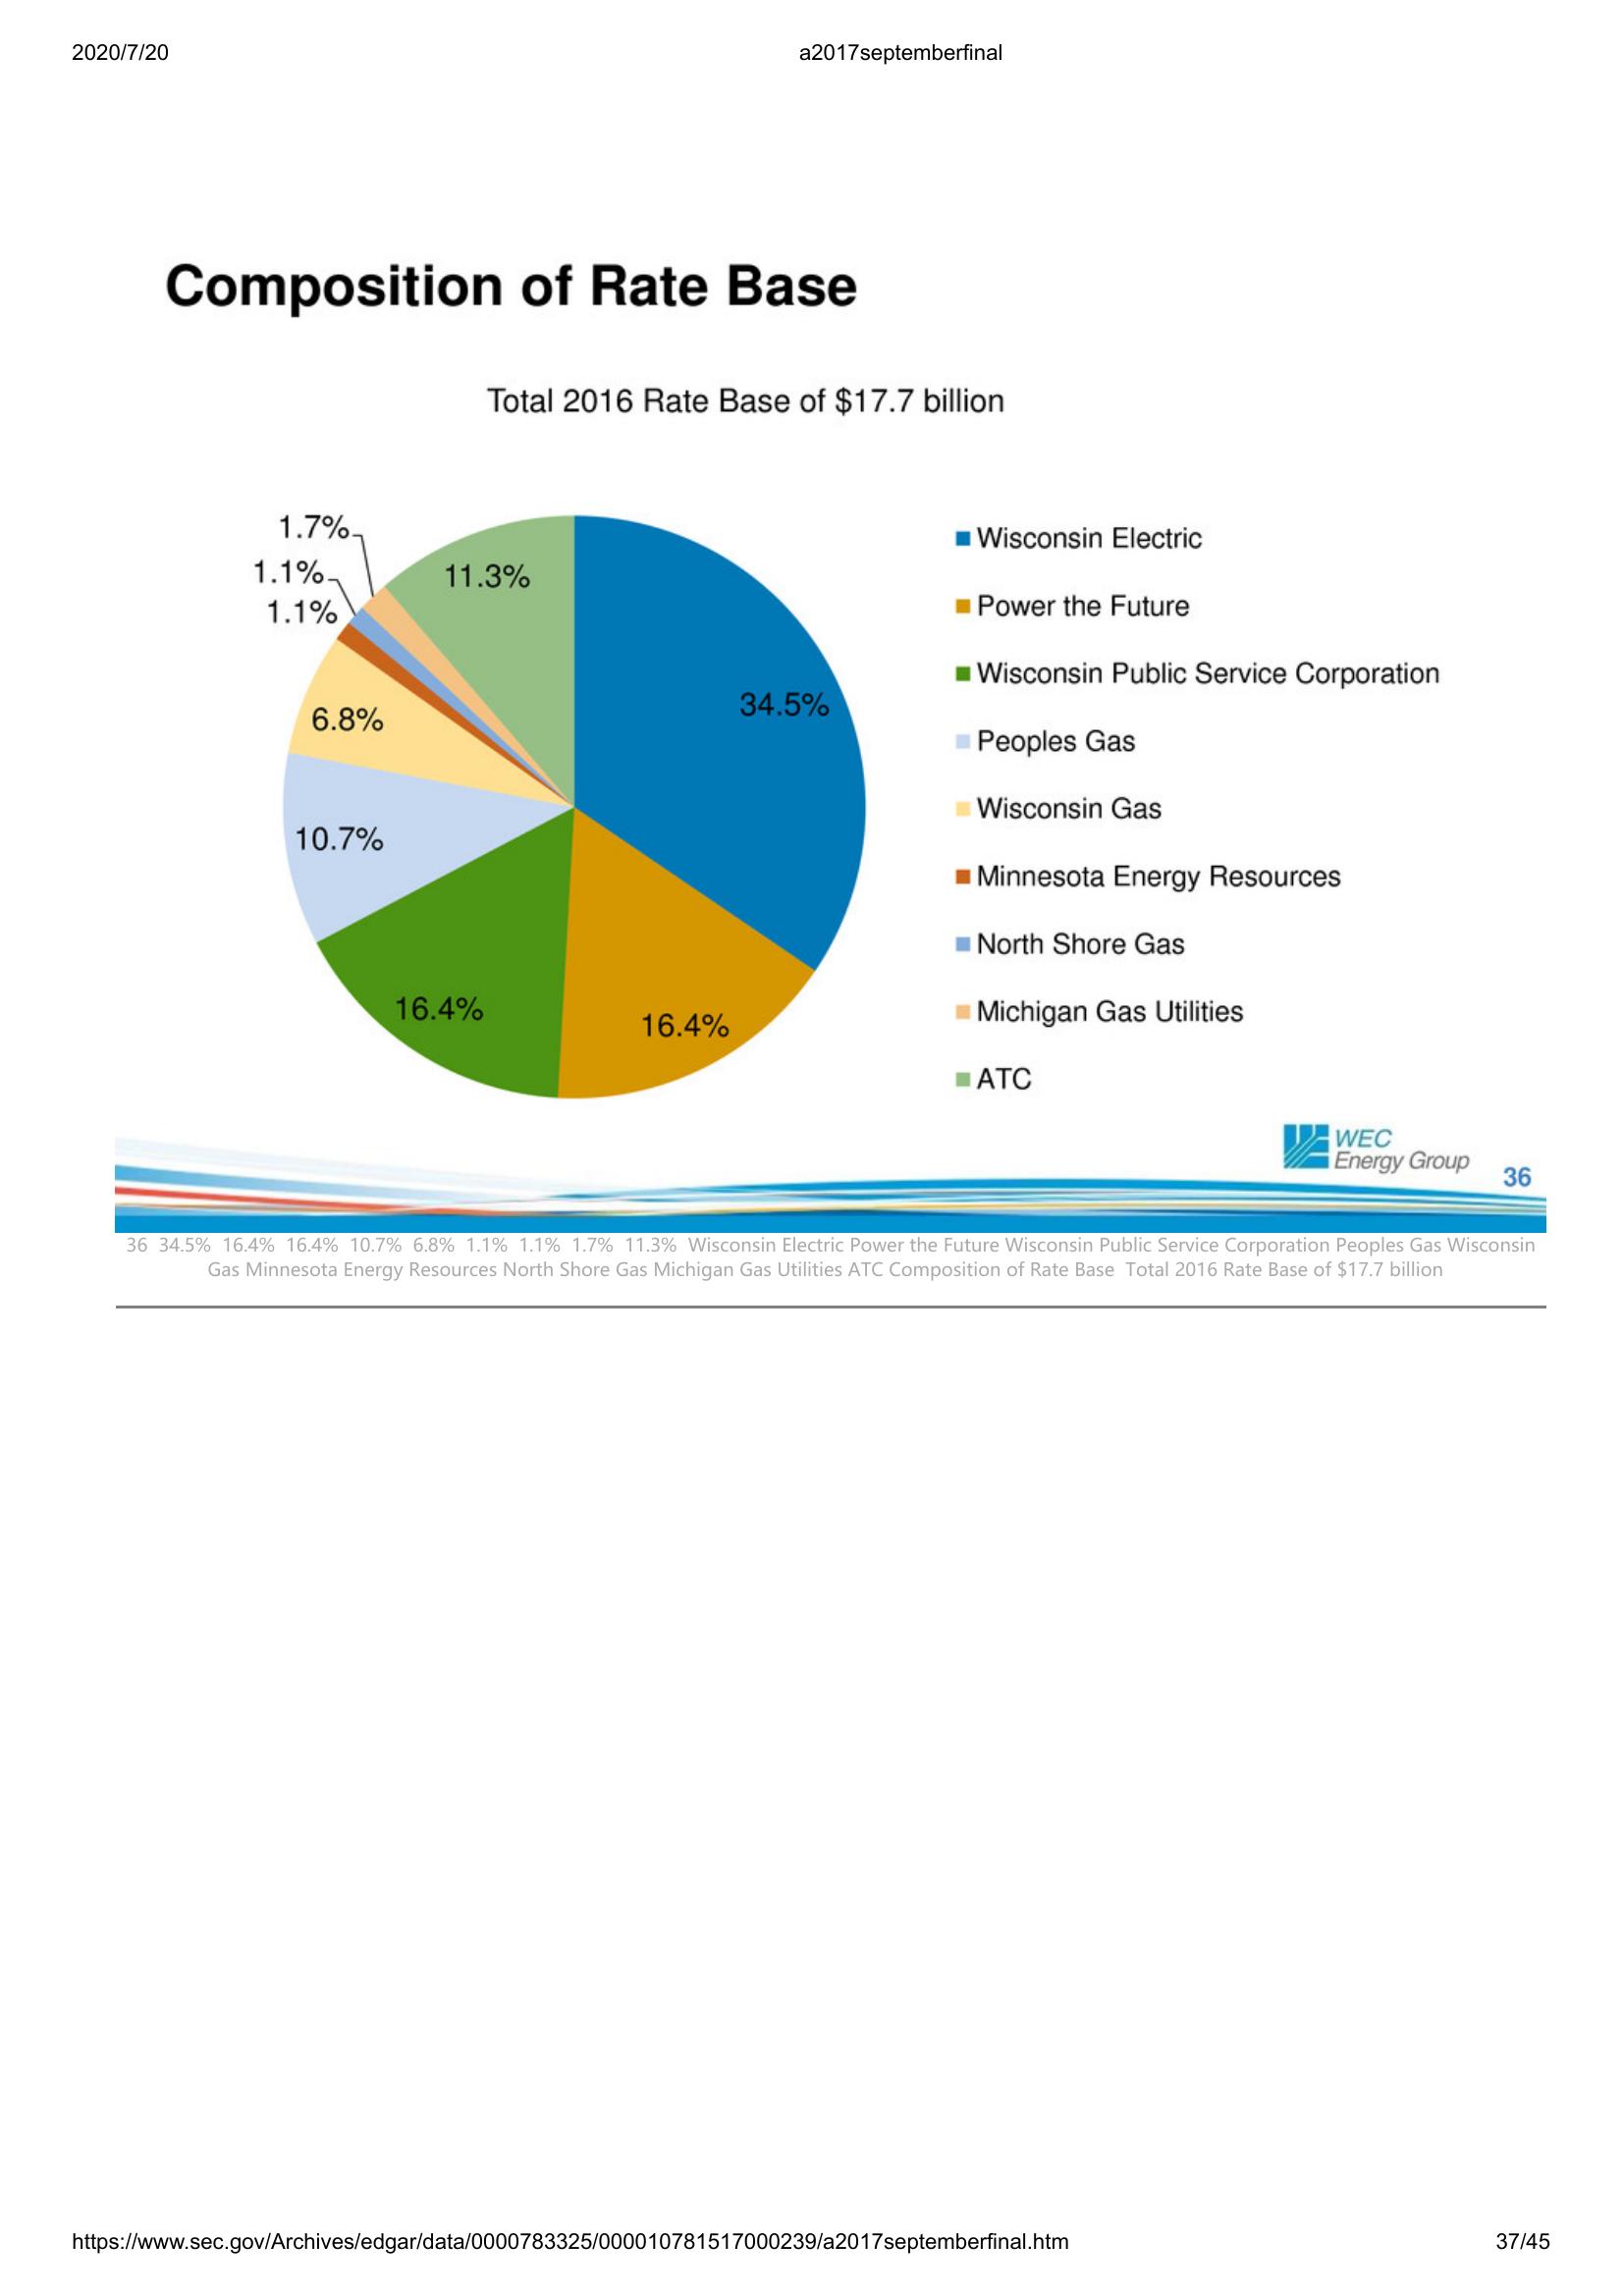 2020/7/20
a2017septemberfinal
Composition of Rate Base
Total 2016 Rate Base of $17.7 billion
1.7%
1.1%
1.1%
11.3%
34.5%
6.8%
10.7%
16.4%
16.4%
Wisconsin Electric
Power the Future
Wisconsin Public Service Corporation
Peoples Gas
Wisconsin Gas
Minnesota Energy Resources
North Shore Gas
Michigan Gas Utilities
ATC
WEC
Energy Group
36
36 34.5% 16.4% 16.4% 10.7% 6.8% 1.1% 1.1% 1.7% 11.3% Wisconsin Electric Power the Future Wisconsin Public Service Corporation Peoples Gas Wisconsin
Gas Minnesota Energy Resources North Shore Gas Michigan Gas Utilities ATC Composition of Rate Base Total 2016 Rate Base of $17.7 billion
https://www.sec.gov/Archives/edgar/data/0000783325/000010781517000239/a2017septemberfinal.htm
37/45